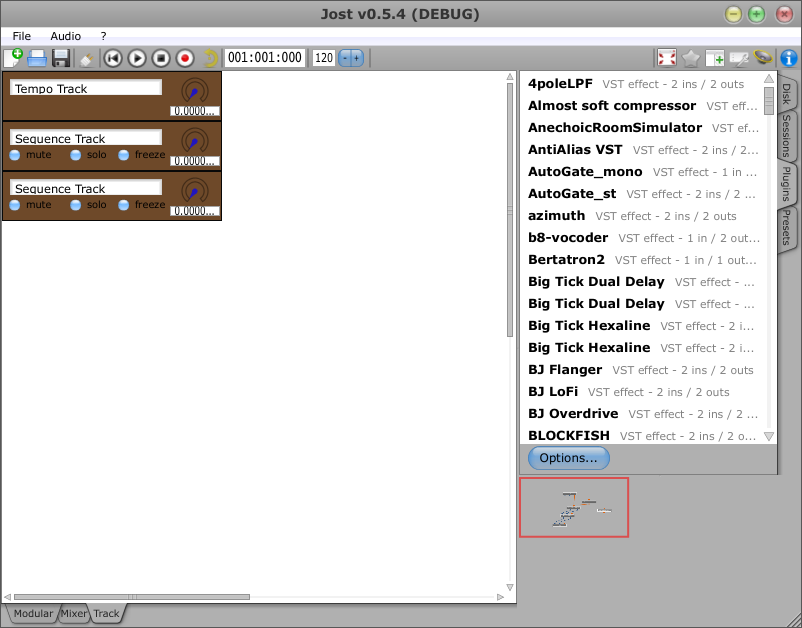 Jost v0.5.4 (DEBUG)
File Audio ?
001:001:000 120 - +
Tempo Track
0.0000...
Sequence Track
mute solo freeze
0.0000...
Sequence Track
mute solo freeze
0.0000...
4poleLPF VST effect - 2 ins / 2 outs
Almost soft compressor VST eff...
AnechoicRoomSimulator VST ef...
AntiAlias VST VST effect - 2 ins / 2...
AutoGate_mono VST effect - 1 in ...
AutoGate_st VST effect - 2 ins / 2 ...
azimuth VST effect - 2 ins / 2 outs
b8-vocoder VST effect - 1 in / 2 out...
Bertatron2 VST effect - 1 in / 1 out...
Big Tick Dual Delay VST effect - ...
Big Tick Dual Delay VST effect - ...
Big Tick Hexaline VST effect - 2 i...
Big Tick Hexaline VST effect - 2 i...
BJ Flanger VST effect - 2 ins / 2 outs
BJ LoFi VST effect - 2 ins / 2 outs
BJ Overdrive VST effect - 2 ins / 2 ...
BLOCKFISH VST effect - 2 ins / 2 o...
Options...
Disk
Sessions
Plugins
Presets
Modular Mixer Track